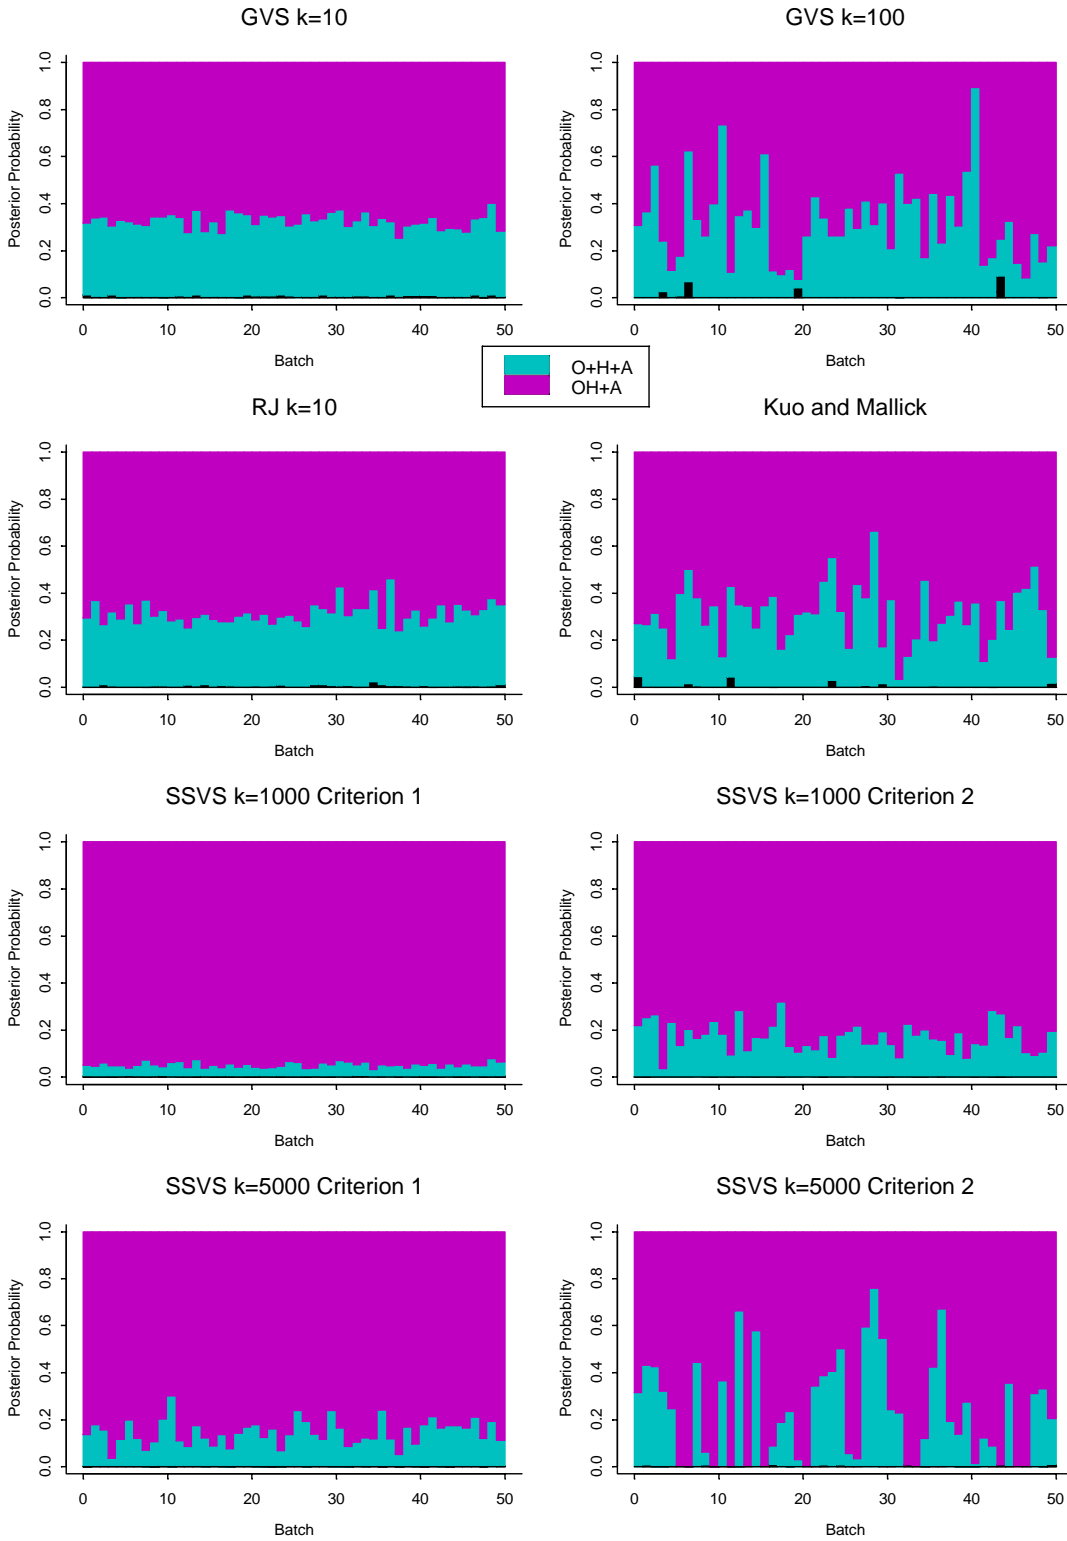 GVS k=10
Posterior Probability
0.0 0.2 0.4 0.6 0.8 1.0
0 10 20 30 40 50
Batch
GVS k=100
Posterior Probability
0.0 0.2 0.4 0.6 0.8 1.0
0 10 20 30 40 50
Batch
O+H+A
OH+A
RJ k=10
Posterior Probability
0.0 0.2 0.4 0.6 0.8 1.0
0 10 20 30 40 50
Batch
Kuo and Mallick
Posterior Probability
0.0 0.2 0.4 0.6 0.8 1.0
0 10 20 30 40 50
Batch
SSVS k=1000 Criterion 1
Posterior Probability
0.0 0.2 0.4 0.6 0.8 1.0
0 10 20 30 40 50
Batch
SSVS k=1000 Criterion 2
Posterior Probability
0.0 0.2 0.4 0.6 0.8 1.0
0 10 20 30 40 50
Batch
SSVS k=5000 Criterion 1
Posterior Probability
0.0 0.2 0.4 0.6 0.8 1.0
0 10 20 30 40 50
Batch
SSVS k=5000 Criterion 2
Posterior Probability
0.0 0.2 0.4 0.6 0.8 1.0
0 10 20 30 40 50
Batch